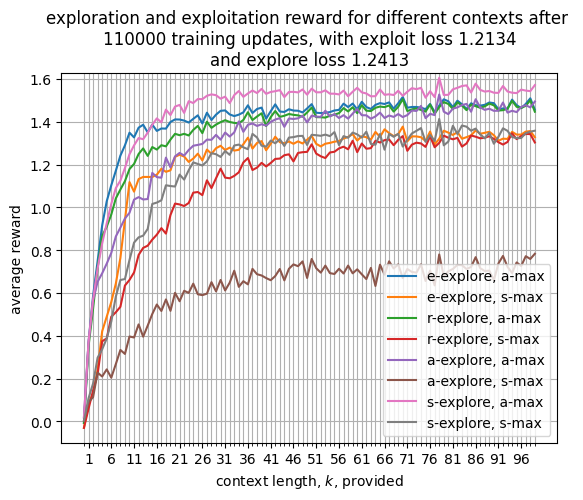 exploration and exploitation reward for different contexts after
110000 training updates, with exploit loss 1.2134
and explore loss 1.2413
1.6
1.4
1.2
1.0
0.8
0.6
0.4
0.2
0.0
average reward
e-explore, a-max
e-explore, s-max
r-explore, a-max
r-explore, s-max
a-explore, a-max
a-explore, s-max
s-explore, a-max
s-explore, s-max
1 6 11 16 21 26 31 36 41 46 51 56 61 66 71 76 81 86 91 96
context length, k, provided